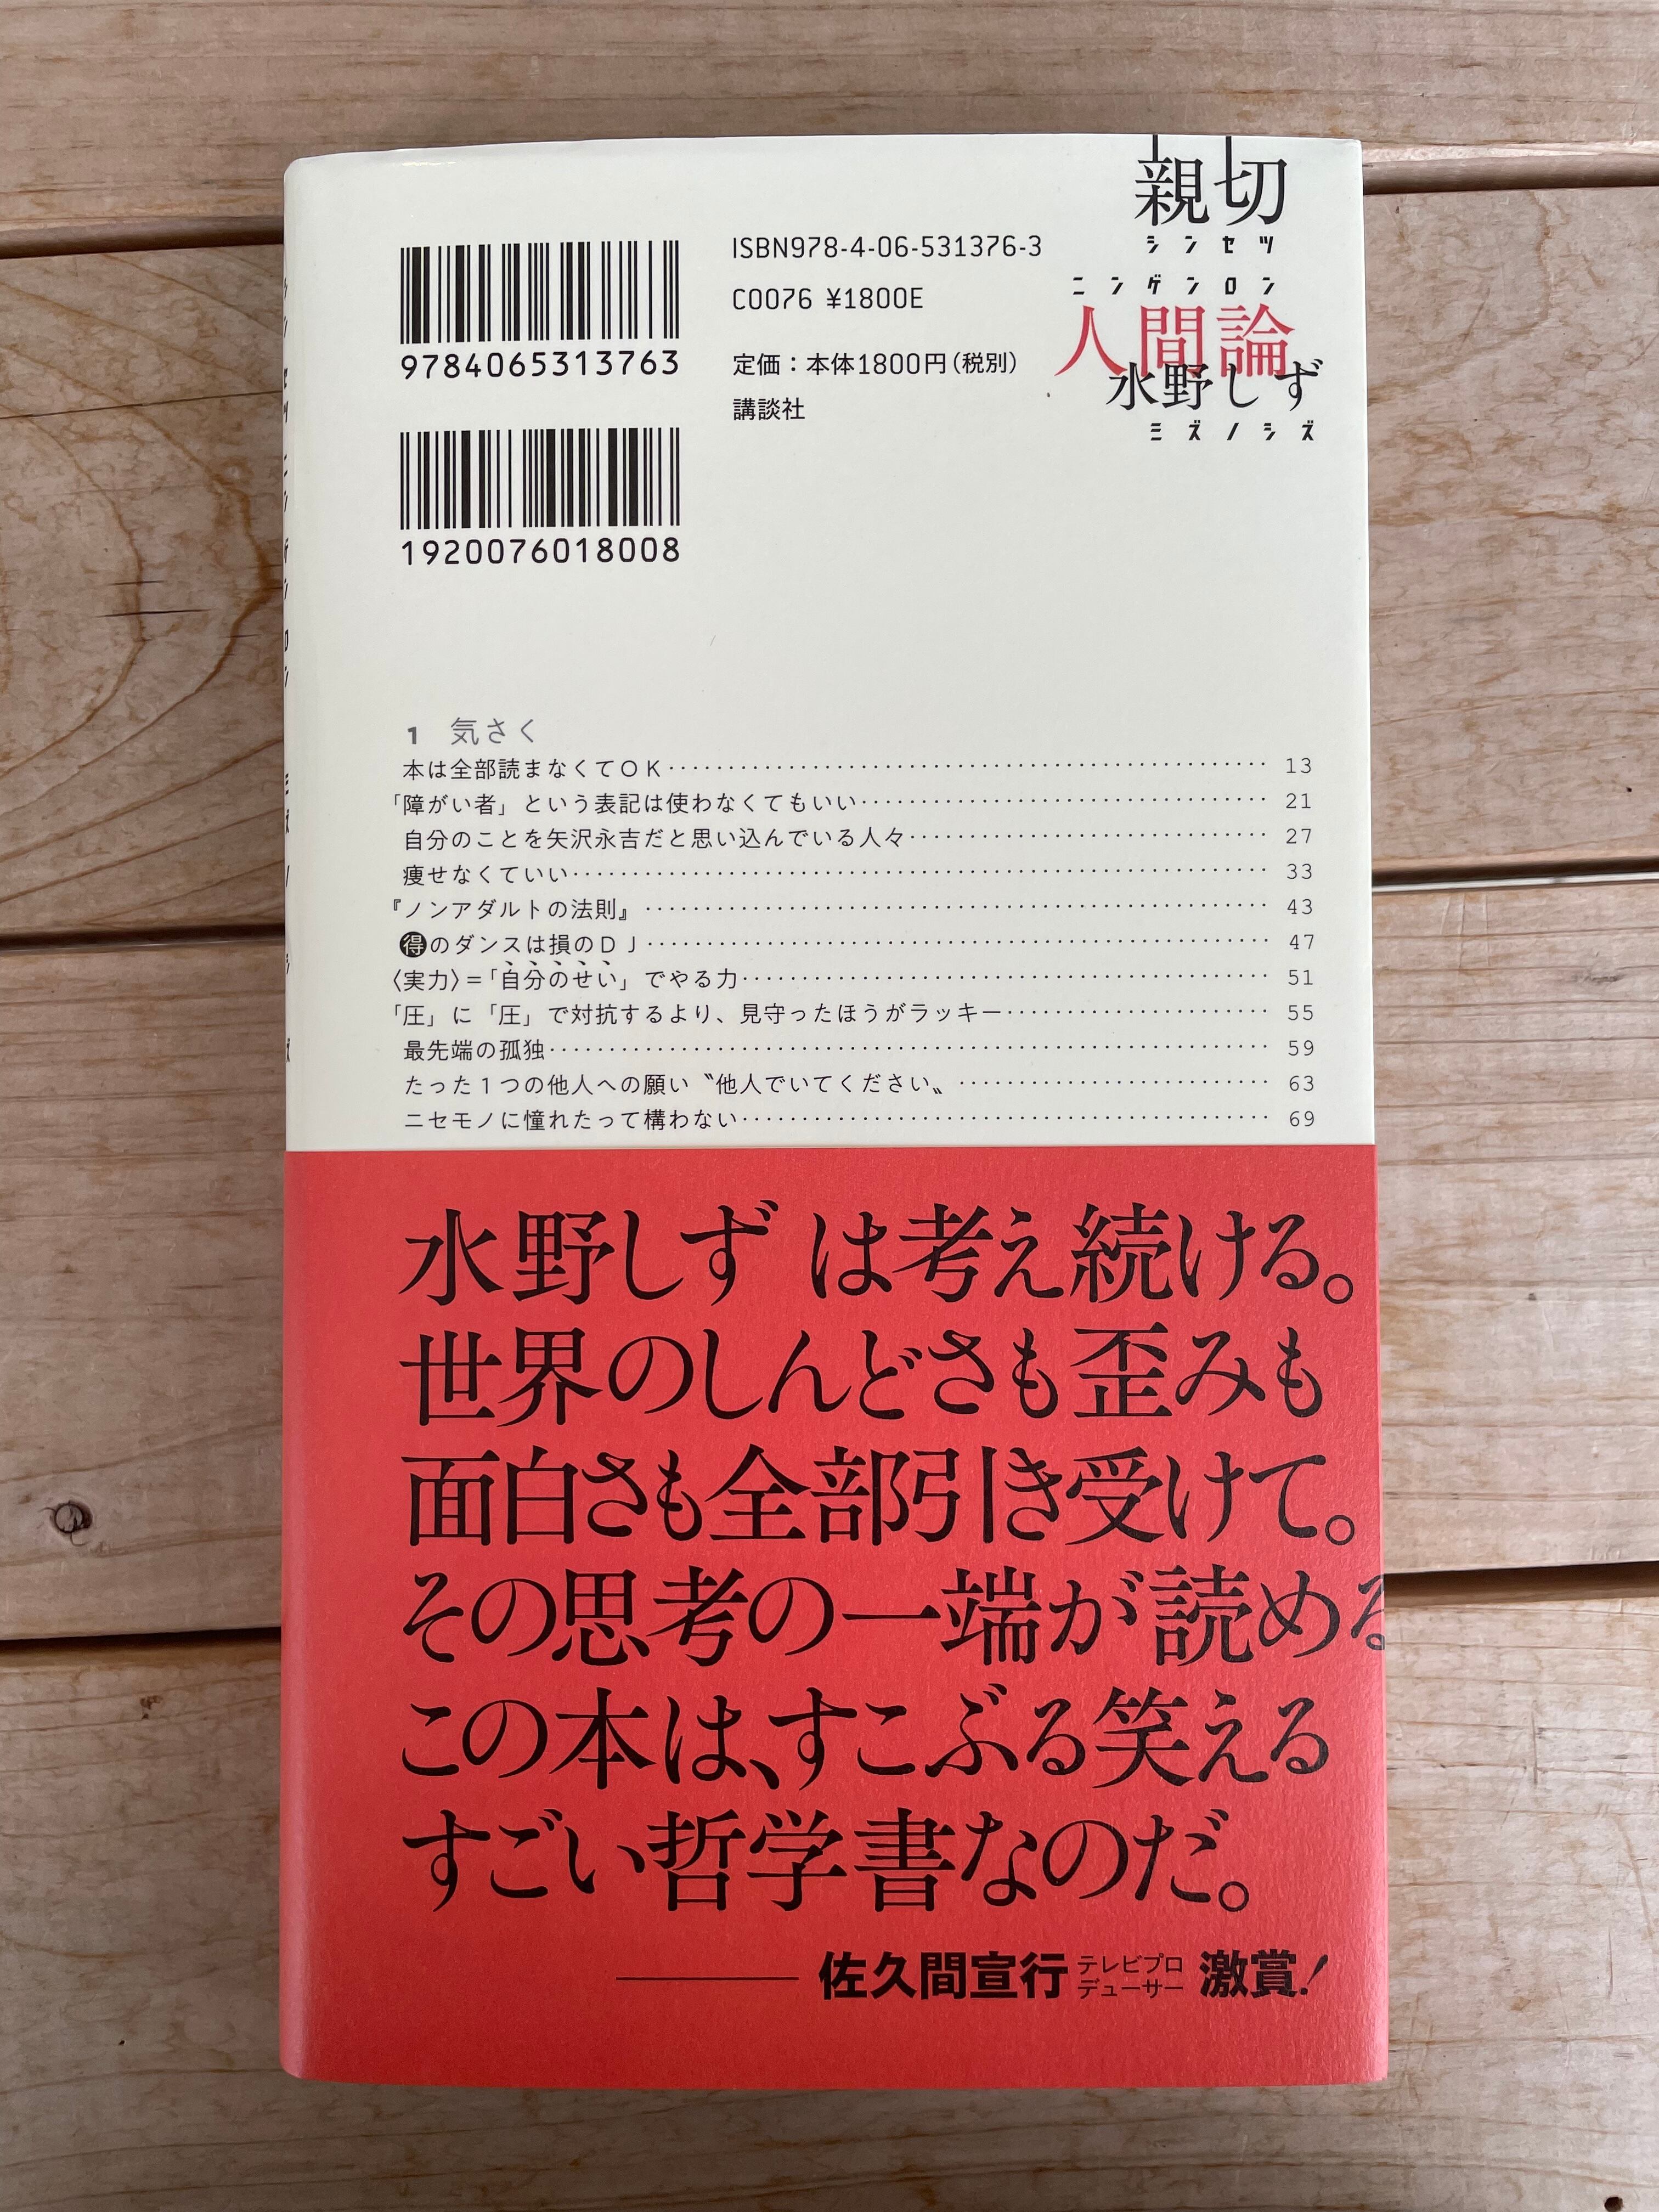 親切
シンセツ
ニンゲンロン
人間論
水野しず
ミズノシズ
ISBN978-4-06-531376-3
C0076 ¥1800E
定価：本体1800円（税別）
講談社
9784065313763
1920076018008
1 気さく
本は全部読まなくてＯＫ 13
「障がい者」という表記は使わなくてもいい 21
自分のことを矢沢永吉だと思い込んでいる人々 27
痩せなくていい 33
『ノンアダルトの法則』 43
得のダンスは損のＤＪ 47
〈実力〉＝「自分のせい」でやる力 51
「圧」に「圧」で対抗するより、見守ったほうがラッキー 55
最先端の孤独 59
たった１つの他人への願い〝他人でいてください〟 63
ニセモノに憧れたって構わない 69
水野しずは考え続ける。
世界のしんどさも歪みも
面白さも全部引き受けて。
その思考の一端が読める
この本は、すこぶる笑える
すごい哲学書なのだ。
佐久間宣行 テレビプロデューサー 激賞！